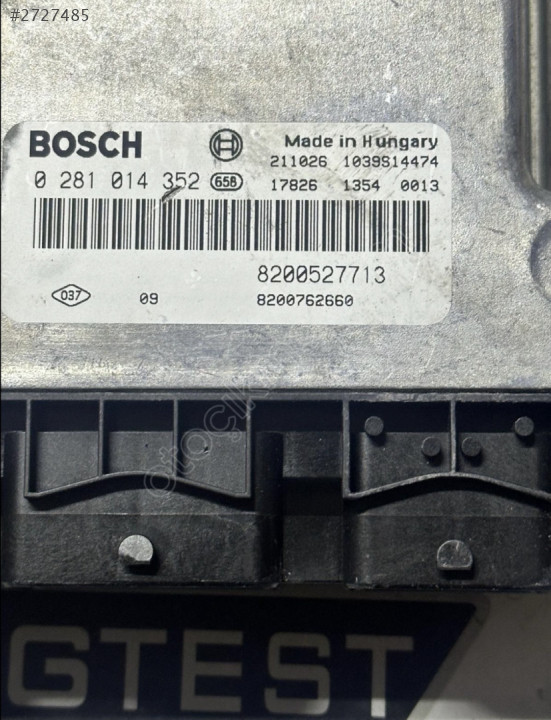 #2727485
BOSCH
Made in Hungary
211026 1039S14474
0 281 014 352 658
17826 1354 0013
8200527713
037
09
8200762660
otoçık
GTEST